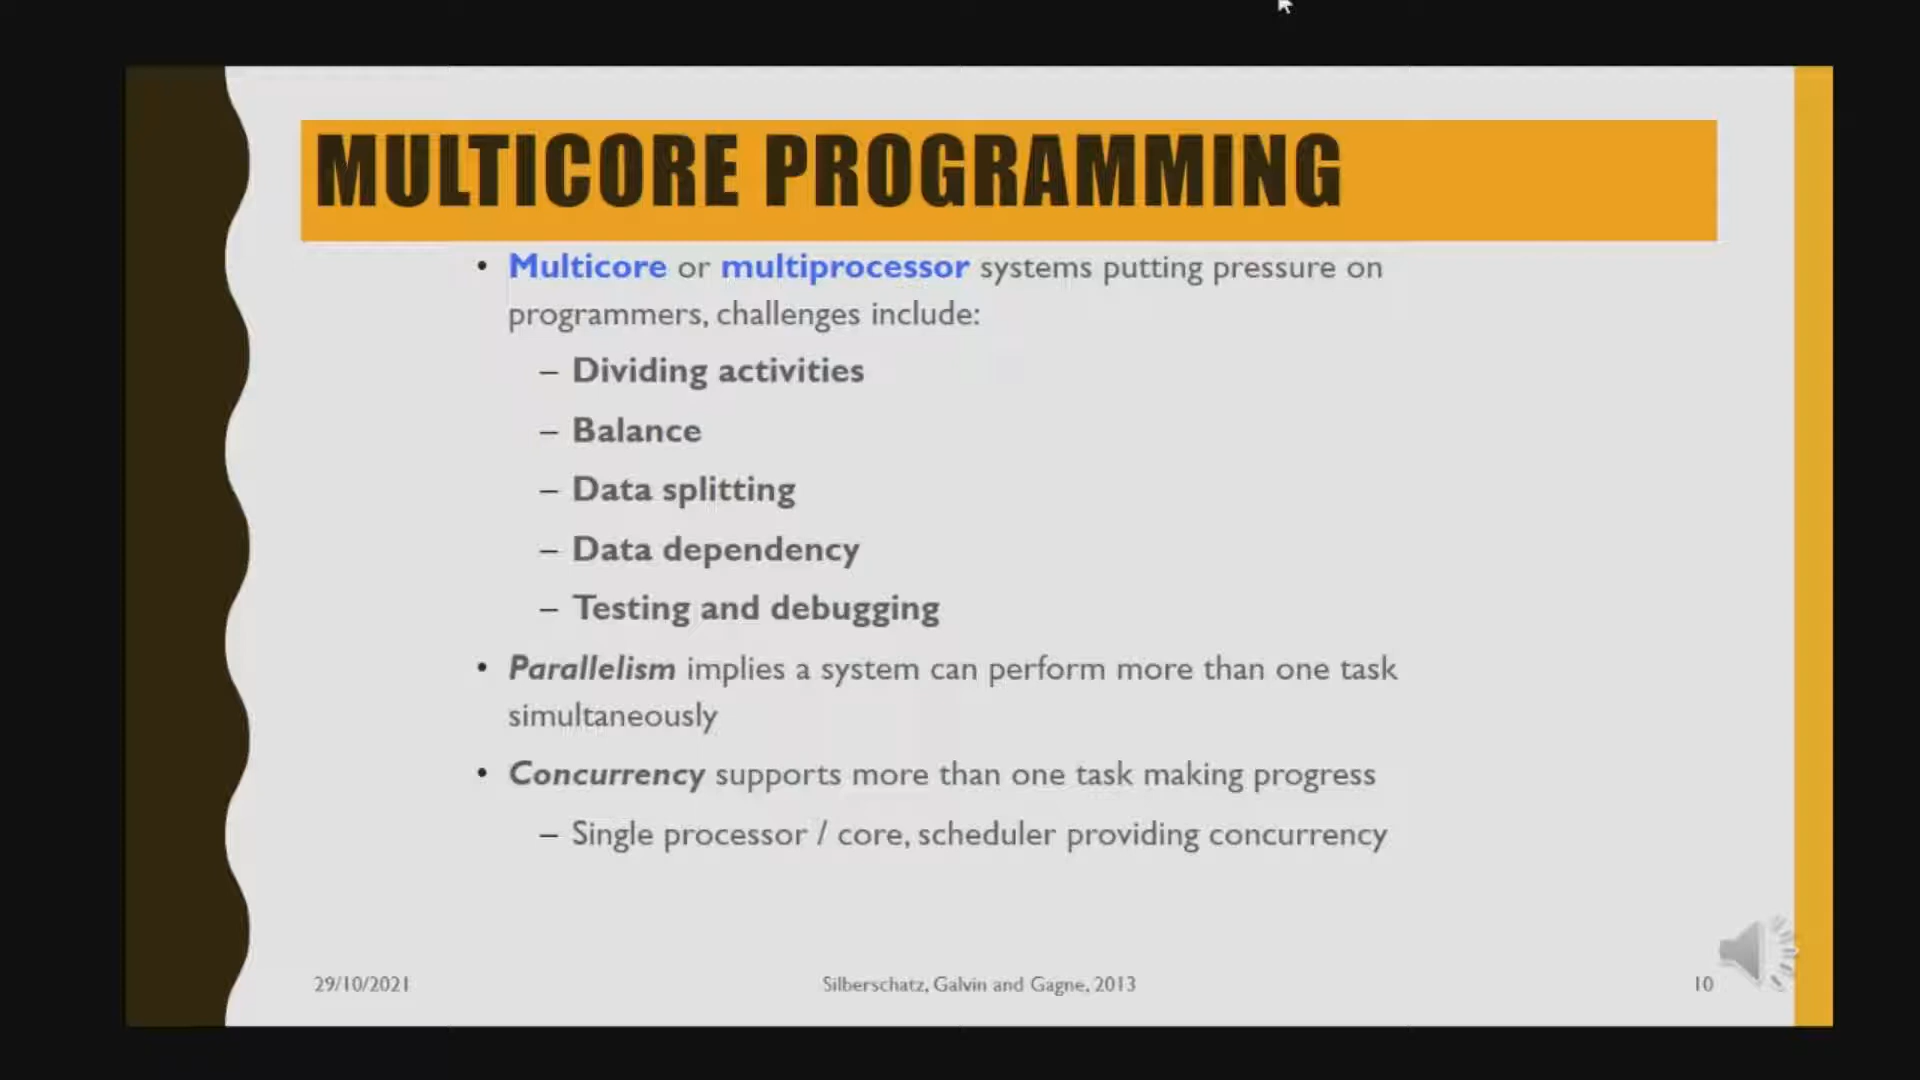 MULTICORE PROGRAMMING
• Multicore or multiprocessor systems putting pressure on
programmers, challenges include:
– Dividing activities
– Balance
– Data splitting
– Data dependency
– Testing and debugging
• Parallelism implies a system can perform more than one task
simultaneously
• Concurrency supports more than one task making progress
– Single processor / core, scheduler providing concurrency
29/10/2021
Silberschatz, Galvin and Gagne, 2013
10